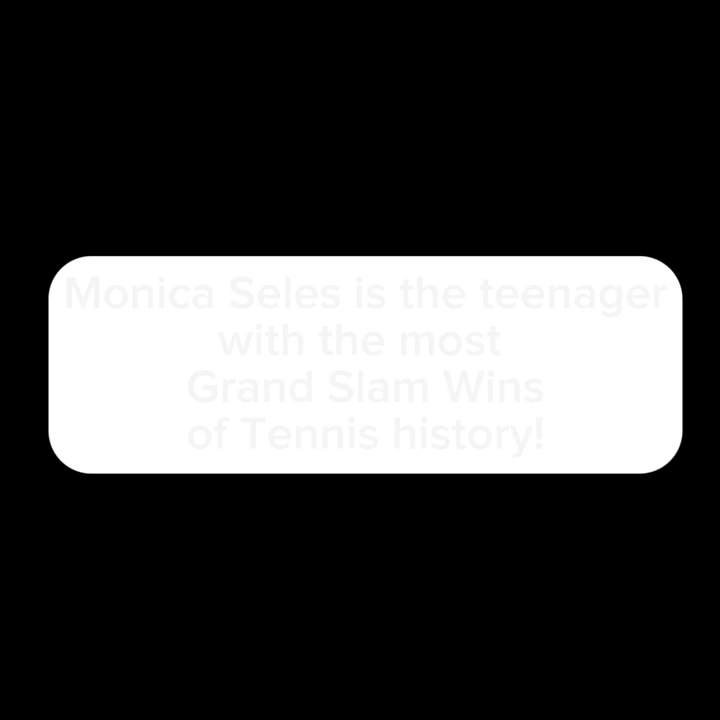 Monica Seles is the teenager
with the most
Grand Slam Wins
of Tennis history!